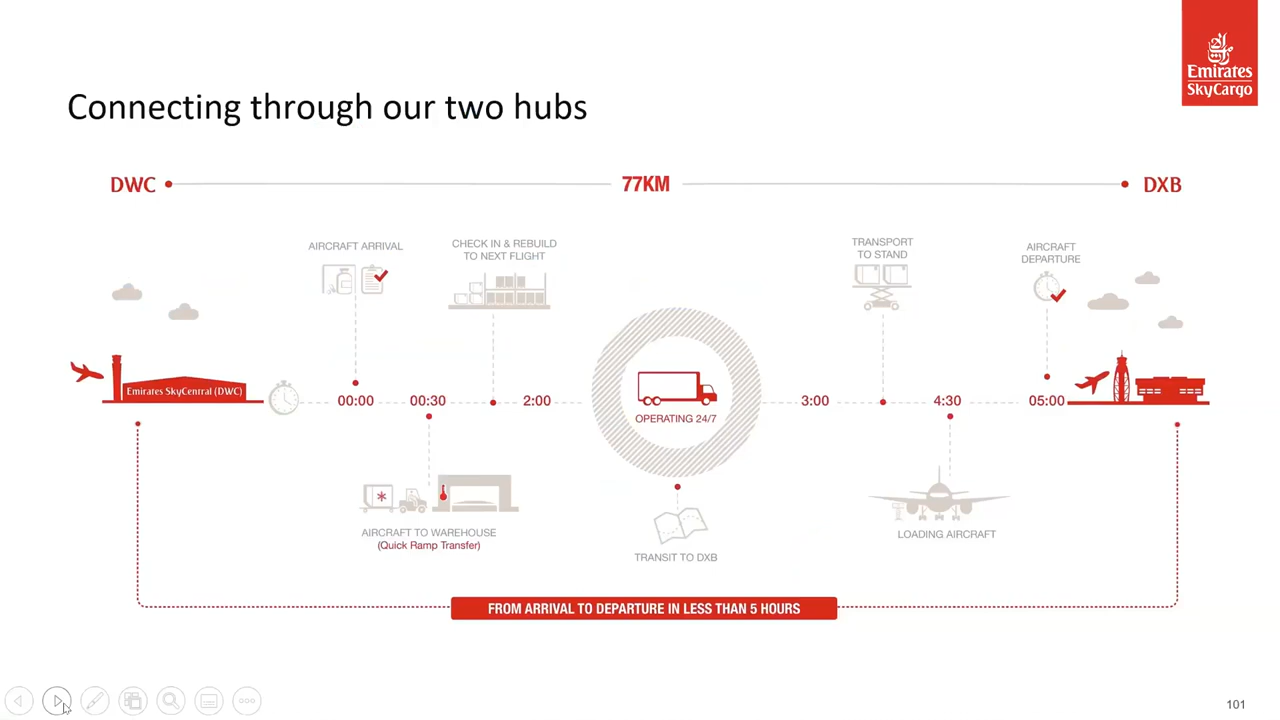 Emirates
SkyCargo
Connecting through our two hubs
DWC
77KM
DXB
AIRCRAFT ARRIVAL
CHECK IN & REBUILD
TO NEXT FLIGHT
TRANSPORT
TO STAND
AIRCRAFT
DEPARTURE
Emirates SkyCentral (DWC)
00:00
00:30
2:00
OPERATING 24/7
3:00
4:30
05:00
AIRCRAFT TO WAREHOUSE
(Quick Ramp Transfer)
TRANSIT TO DXB
LOADING AIRCRAFT
FROM ARRIVAL TO DEPARTURE IN LESS THAN 5 HOURS
101